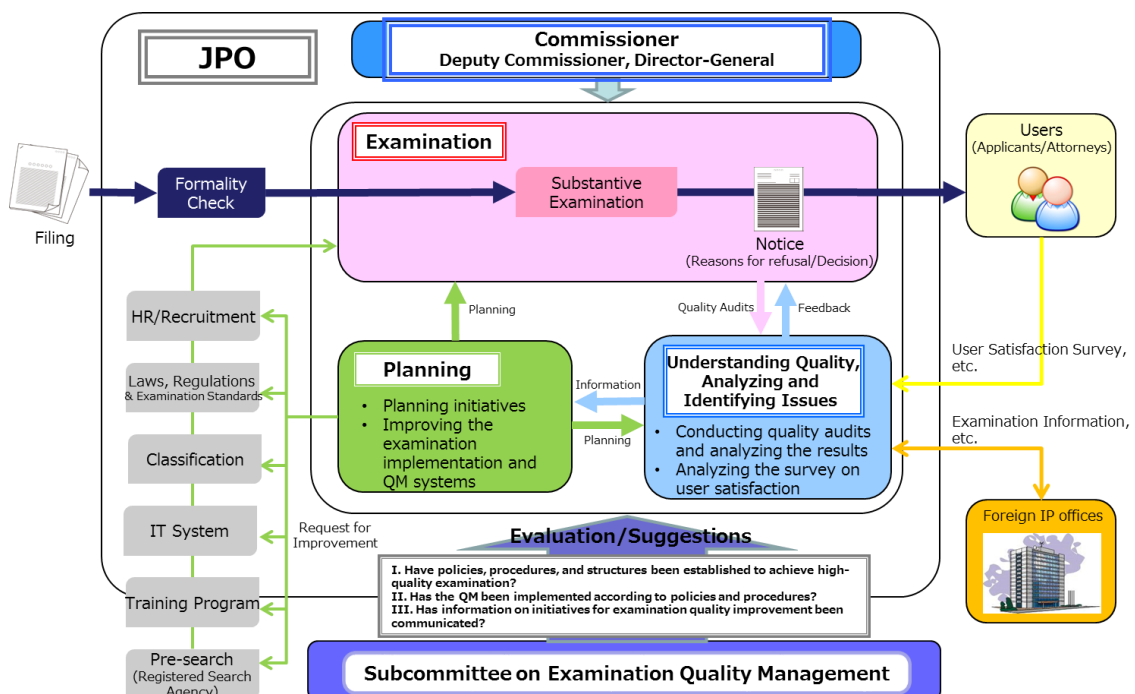 JPO
Commissioner
Deputy Commissioner, Director-General
Examination
Filing
Formality
Check
Substantive
Examination
Notice
(Reasons for refusal/Decision)
Users
(Applicants/Attorneys)
Planning
Quality Audits
Feedback
HR/Recruitment
Laws, Regulations
& Examination Standards
Classification
IT System
Training Program
Pre-search
(Registered Search
Agency)
Request for
Improvement
Planning
• Planning initiatives
• Improving the
examination
implementation and
QM systems
Information
Planning
Understanding Quality,
Analyzing and
Identifying Issues
• Conducting quality audits
and analyzing the results
• Analyzing the survey on
user satisfaction
User Satisfaction Survey,
etc.
Examination Information,
etc.
Foreign IP offices
Evaluation/Suggestions
I. Have policies, procedures, and structures been established to achieve high-
quality examination?
II. Has the QM been implemented according to policies and procedures?
III. Has information on initiatives for examination quality improvement been
communicated?
Subcommittee on Examination Quality Management